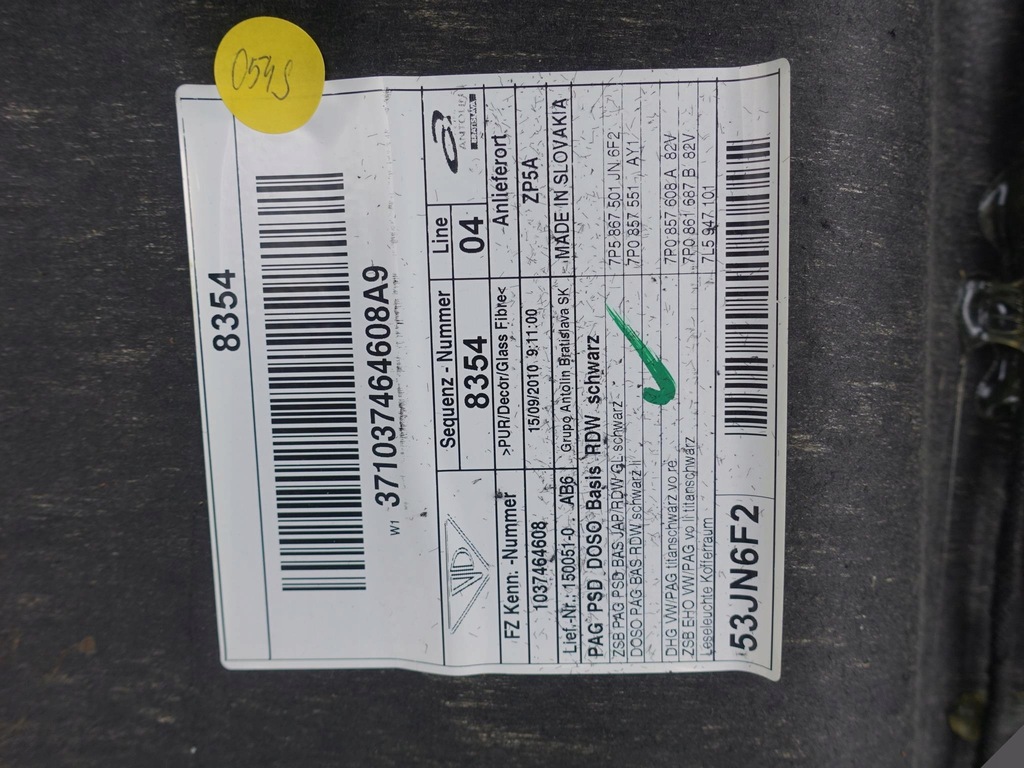 8354
W1 371037464608A9
Sequenz - Nummer Line
8354 04
FZ Kenn: -Nummer >PUR/Decor/Glass Fibre< Anlieferort
1037464608 15/09/2010 9:11:00 ZP5A
Lief.-Nr.: 150051-0 AB6 Grupo Antolin Bratislava SK MADE IN SLOVAKIA
PAG PSD DOSO Basis RDW schwarz
ZSB PAG PSD BAS JAP/RDW GL schwarz 7P5 867 501 JN 6F2
DOSO PAG BAS RDW schwarz II 7P0 857 551 AY1
DHG WW/PAG titanschwarz vo re 7P0 857 608 A 82V
ZSB EHO WW/PAG vo li titanschwarz 7P0 861 667 B 82V
Leseleuchte Kofferraum 7L5 947 101
53JN6F2